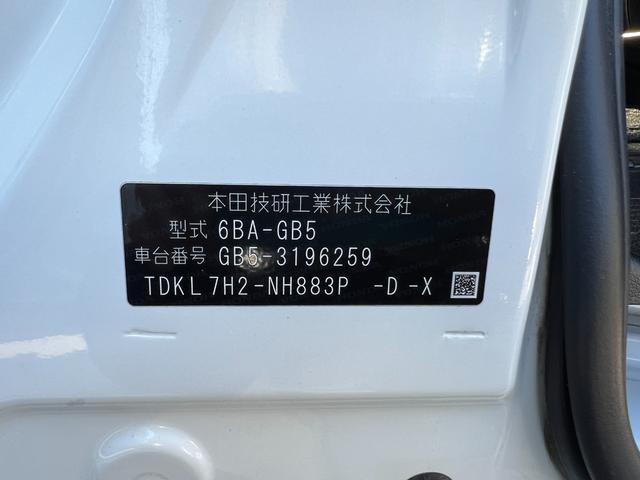 本田技研工業株式会社
型式 6BA-GB5
車台番号 GB5-3196259
TDKL7H2-NH883P -D-X